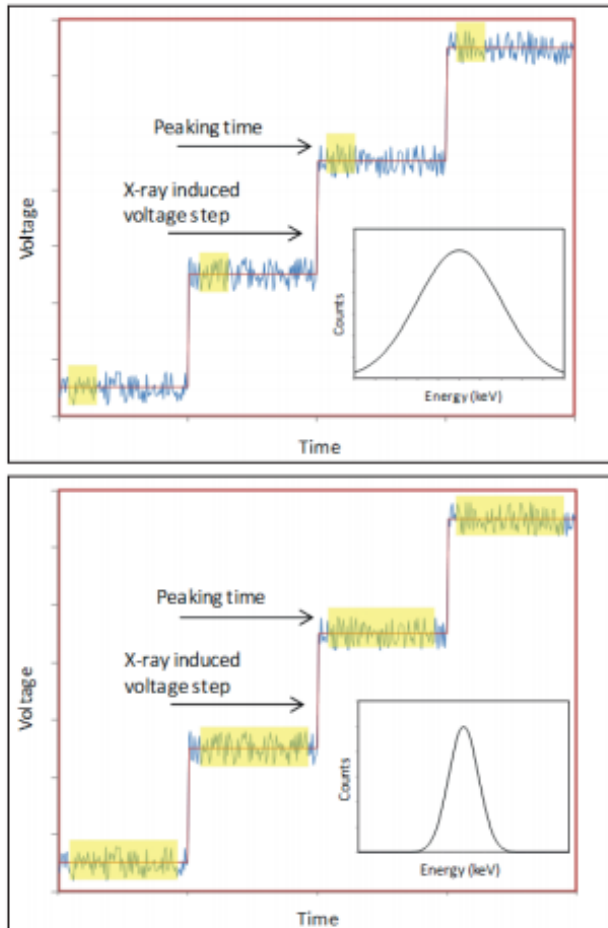 Peaking time
X-ray induced
voltage step
Voltage
Counts
Energy (keV)
Time
Peaking time
X-ray induced
voltage step
Voltage
Counts
Energy (keV)
Time